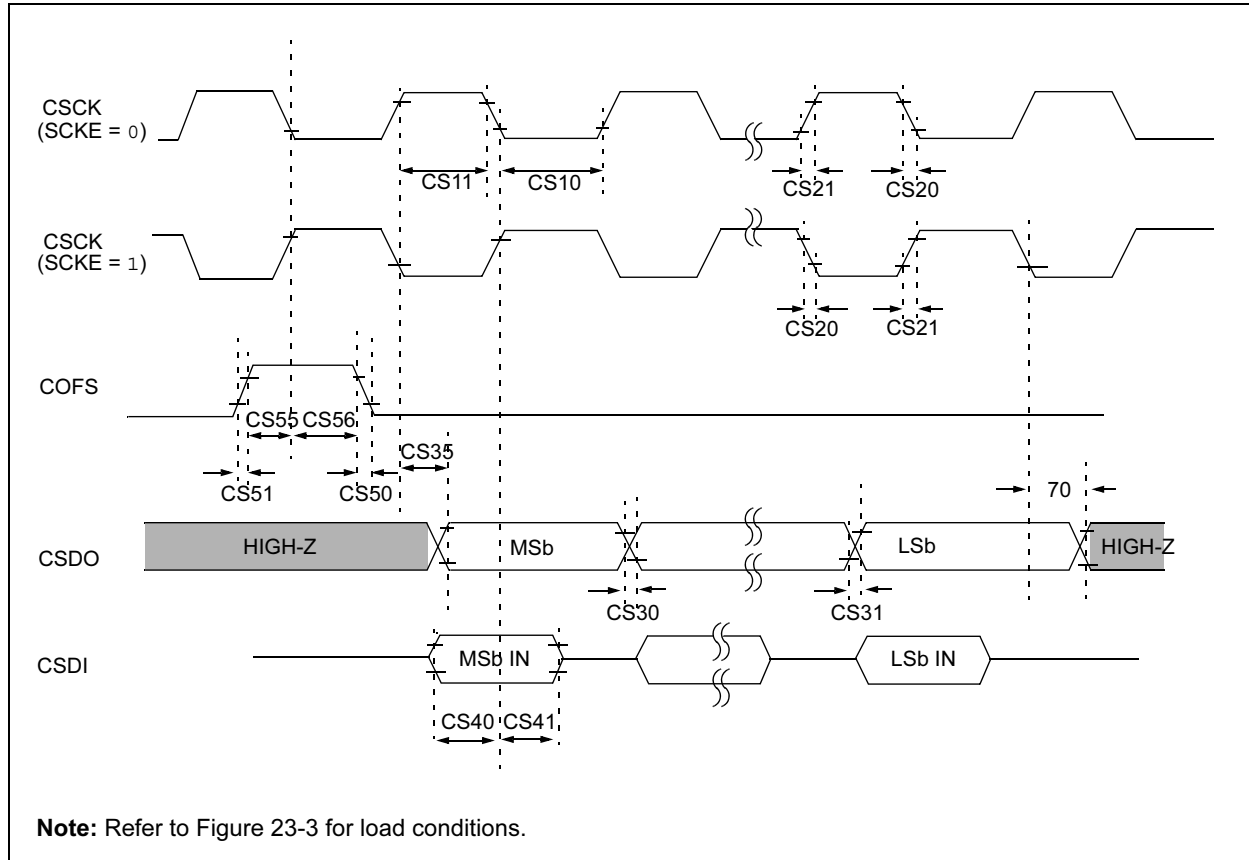 CSCK
(SCKE = 0)
CS11
CS10
CS21
CS20
CSCK
(SCKE = 1)
CS20
CS21
COFS
CS55
CS56
CS35
CS51
CS50
70
CSDO
HIGH-Z
MSb
LSb
HIGH-Z
CS30
CS31
CSDI
MSb IN
LSb IN
CS40
CS41
Note: Refer to Figure 23-3 for load conditions.